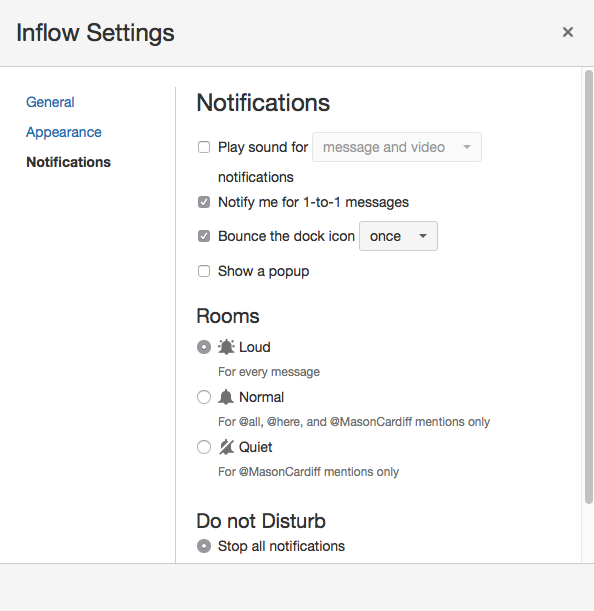 Inflow Settings
General
Appearance
Notifications
Notifications
Play sound for message and video
notifications
Notify me for 1-to-1 messages
Bounce the dock icon once
Show a popup
Rooms
Loud
For every message
Normal
For @all, @here, and @MasonCardiff mentions only
Quiet
For @MasonCardiff mentions only
Do not Disturb
Stop all notifications